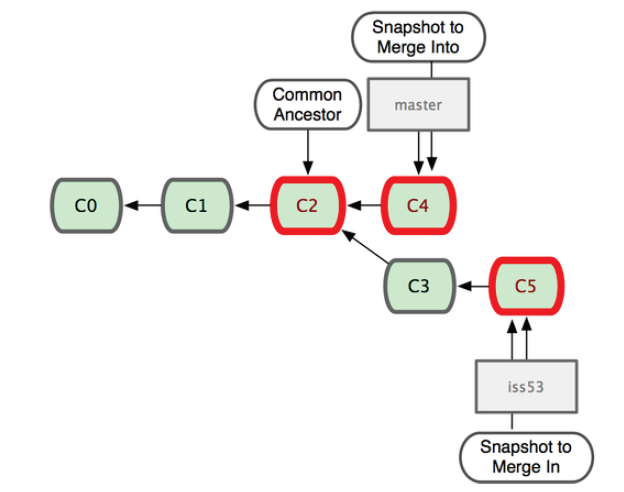 Snapshot to
Merge Into
Common
Ancestor
master
C0
C1
C2
C4
C3
C5
iss53
Snapshot to
Merge In